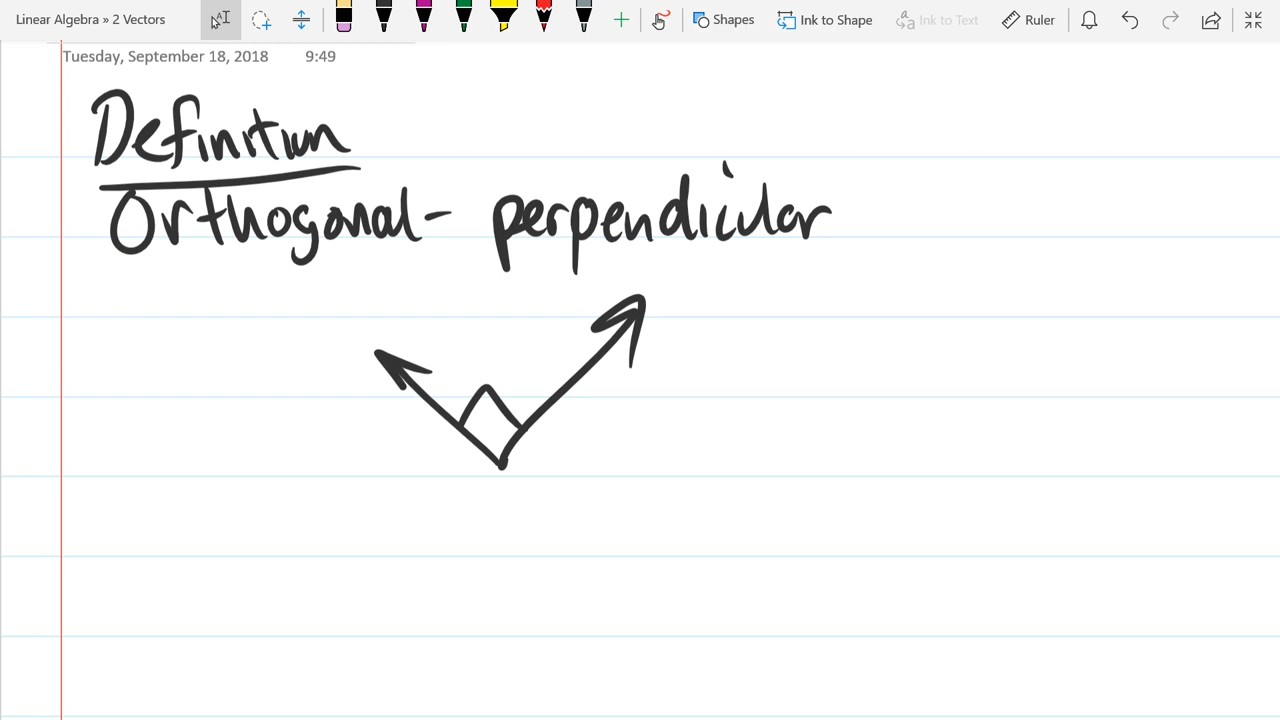 Linear Algebra » 2 Vectors
Shapes
Ink to Shape
Ink to Text
Ruler
Tuesday, September 18, 2018 9:49
Definition
Orthogonal - perpendicular